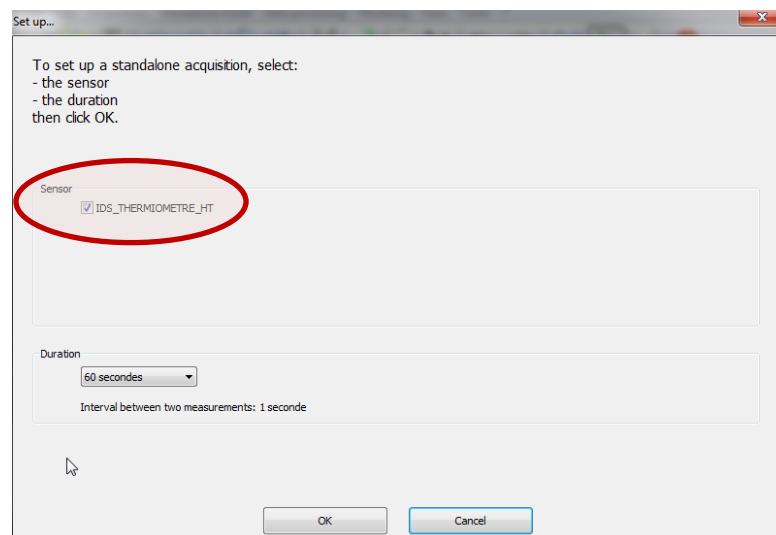 Set up...
To set up a standalone acquisition, select:
- the sensor
- the duration
then click OK.
Sensor
IDS_THERMIOMETRE_HT
Duration
60 secondes
Interval between two measurements: 1 seconde
OK
Cancel